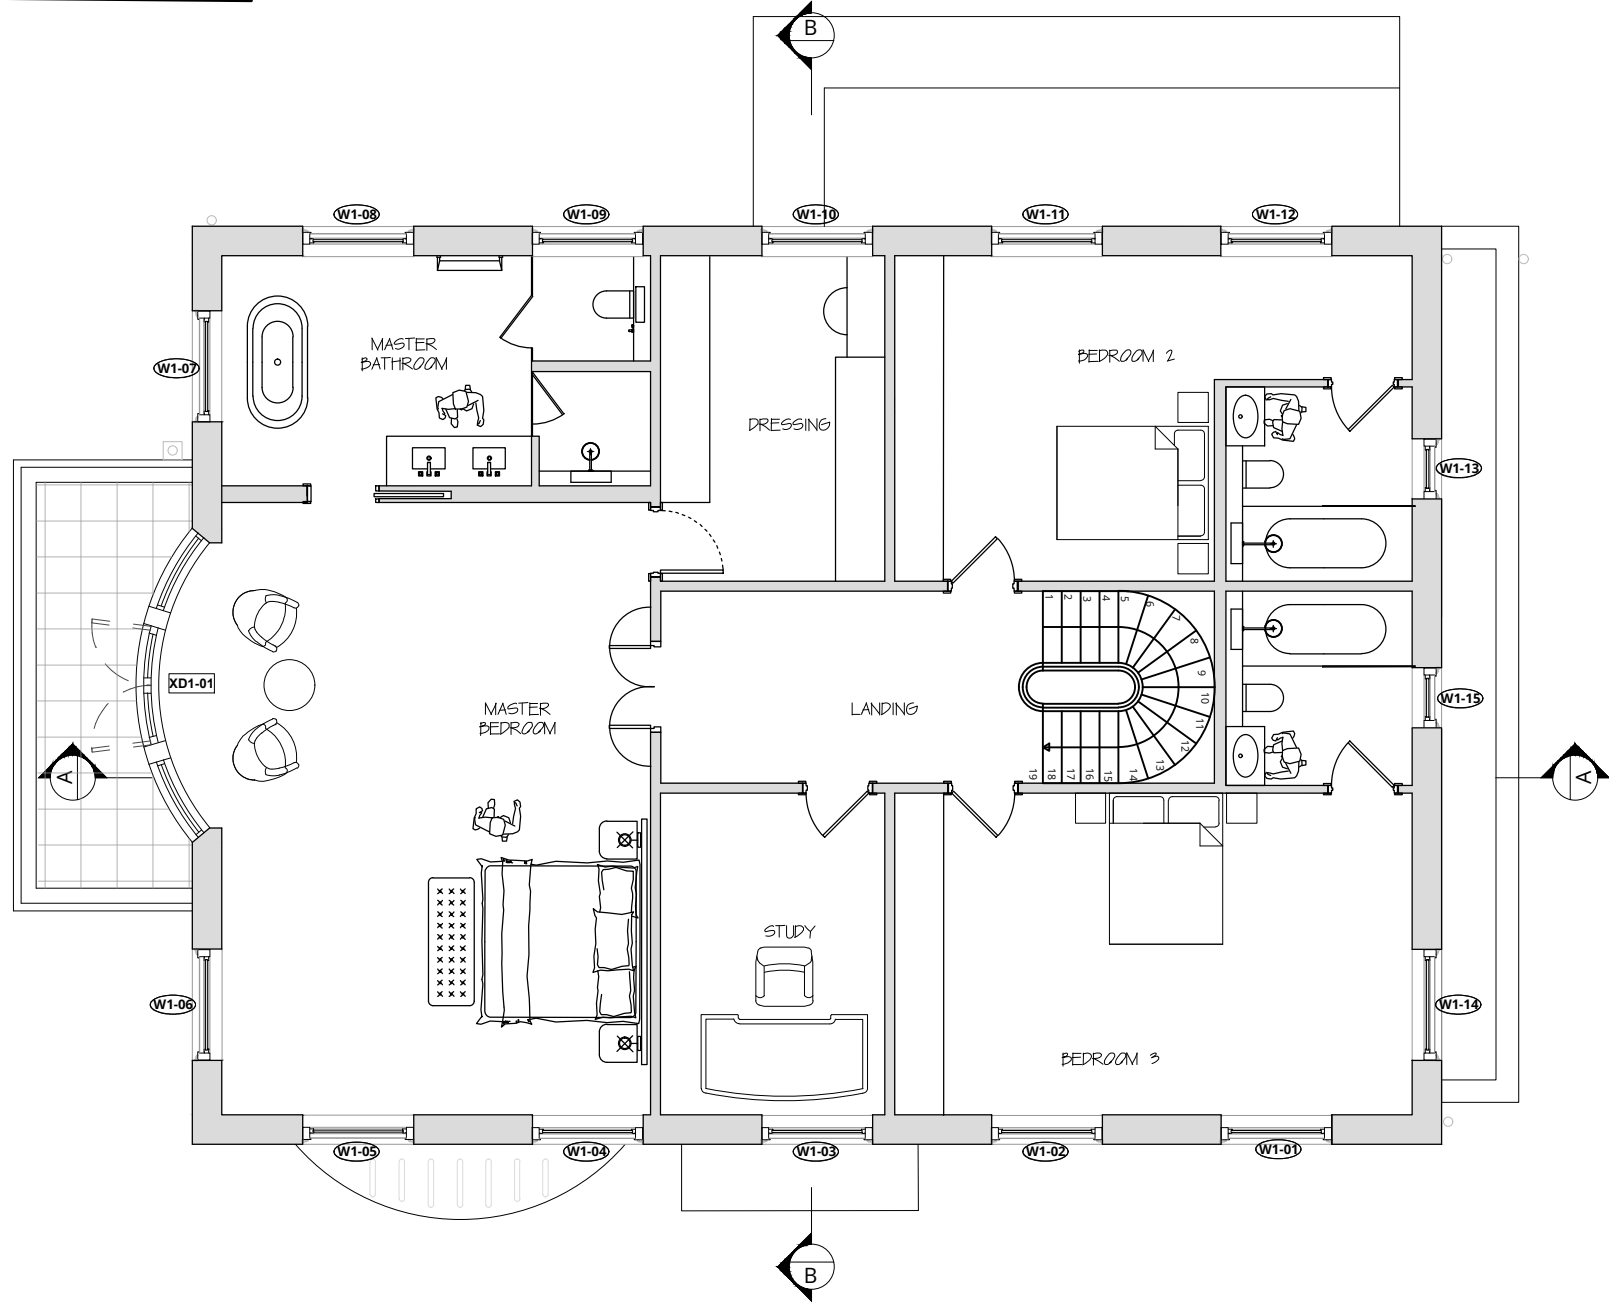 B
W1-08
W1-09
W1-10
W1-11
W1-12
MASTER
BATHROOM
W1-07
BEDROOM 2
DRESSING
W1-13
1
2
3
4
5
6
7
8
9
10
11
12
13
14
15
16
17
18
19
XD1-01
MASTER
BEDROOM
LANDING
W1-15
A
A
STUDY
W1-06
W1-14
BEDROOM 3
W1-05
W1-04
W1-03
W1-02
W1-01
B